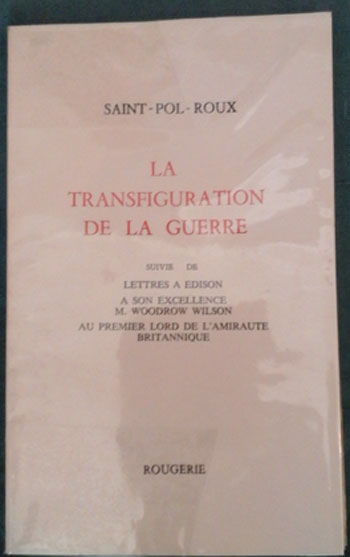 SAINT-POL-ROUX
LA
TRANSFIGURATION
DE LA GUERRE
SUIVIE DE
LETTRES A EDISON
A SON EXCELLENCE
M. WOODROW WILSON
AU PREMIER LORD DE L'AMIRAUTE
BRITANNIQUE
ROUGERIE